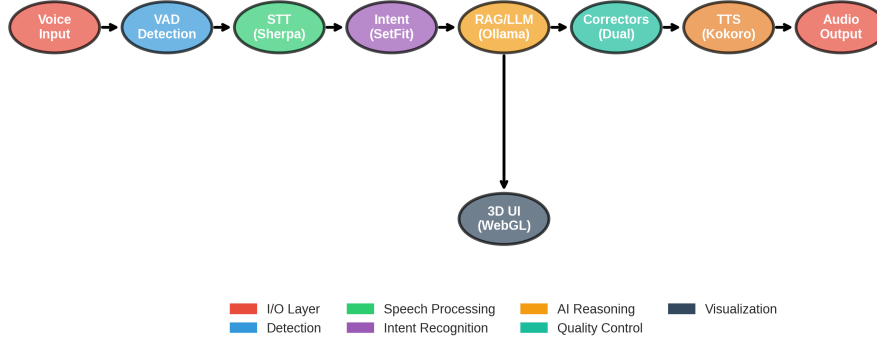 Voice
Input
VAD
Detection
STT
(Sherpa)
Intent
(SetFit)
RAG/LLM
(Ollama)
Correctors
(Dual)
TTS
(Kokoro)
Audio
Output
3D UI
(WebGL)
I/O Layer
Detection
Speech Processing
Intent Recognition
AI Reasoning
Quality Control
Visualization